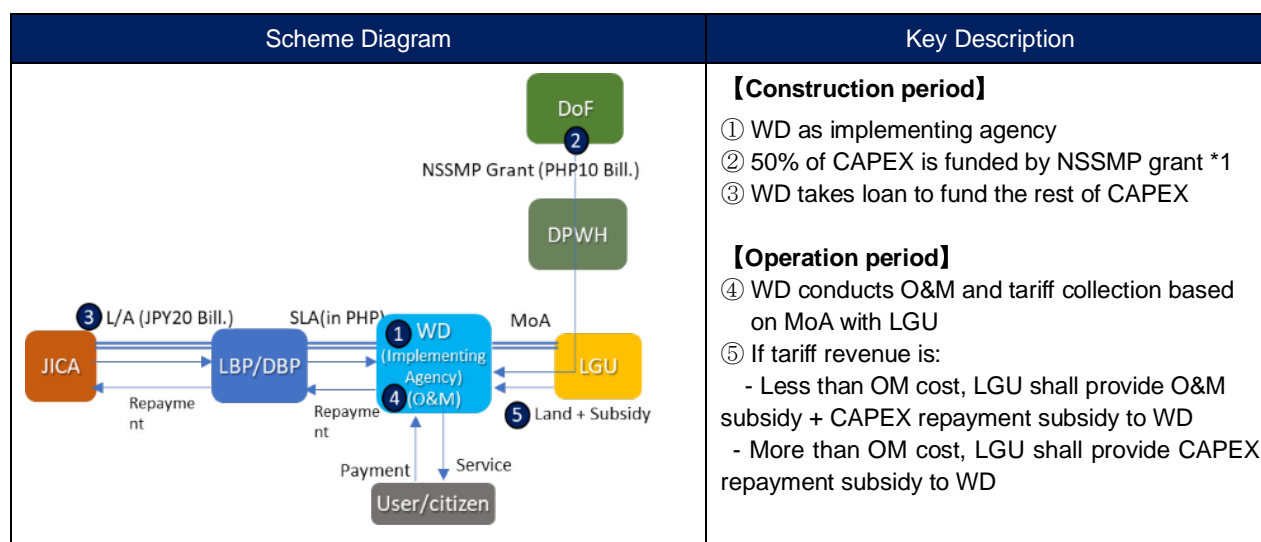 Scheme Diagram
Key Description
DoF
2
NSSMP Grant (PHP10 Bill.)
DPWH
3 L/A (JPY20 Bill.)
SLA(in PHP)
MoA
JICA
LBP/DBP
1 WD
(Implementing
Agency)
4 (O&M)
LGU
Repayme
nt
Repayme
nt
5 Land + Subsidy
Payment
Service
User/citizen
【Construction period】
① WD as implementing agency
② 50% of CAPEX is funded by NSSMP grant *1
③ WD takes loan to fund the rest of CAPEX
【Operation period】
④ WD conducts O&M and tariff collection based
on MoA with LGU
⑤ If tariff revenue is:
- Less than OM cost, LGU shall provide O&M
subsidy + CAPEX repayment subsidy to WD
- More than OM cost, LGU shall provide CAPEX
repayment subsidy to WD